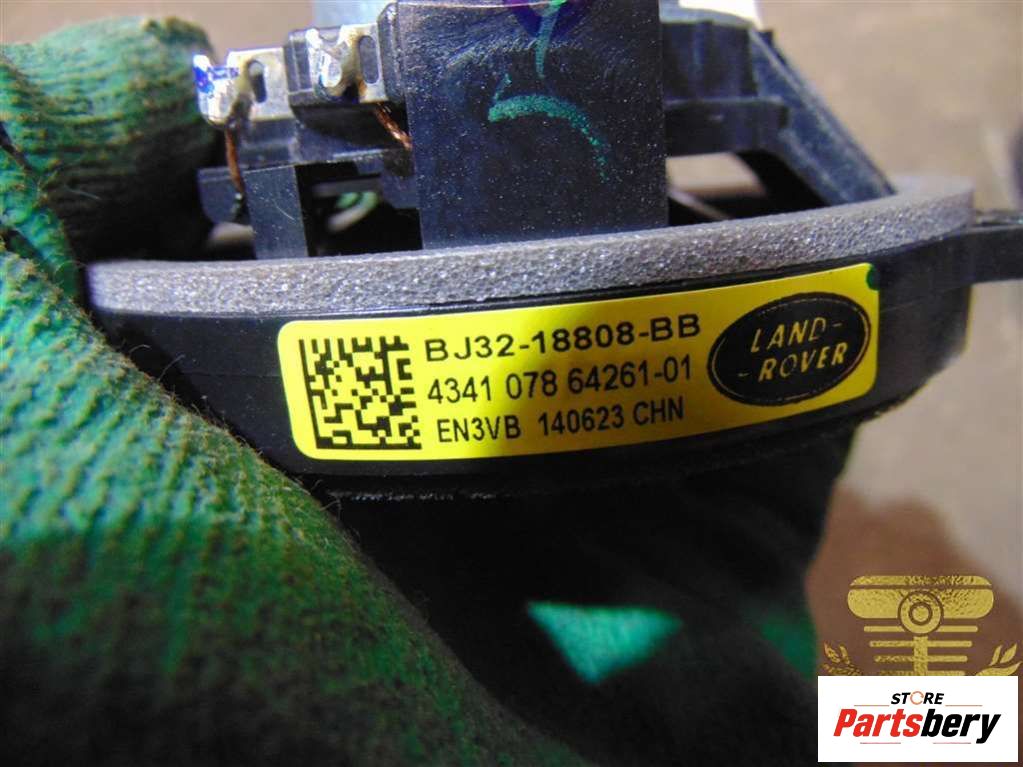 BJ32-18808-BB
4341 078 64261-01
EN3VB 140623 CHN
LAND-
-ROVER
STORE
Partsbery